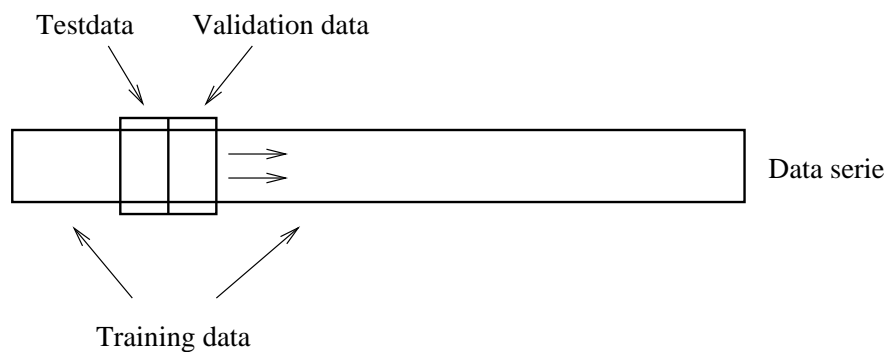 Testdata
Validation data
Data serie
Training data